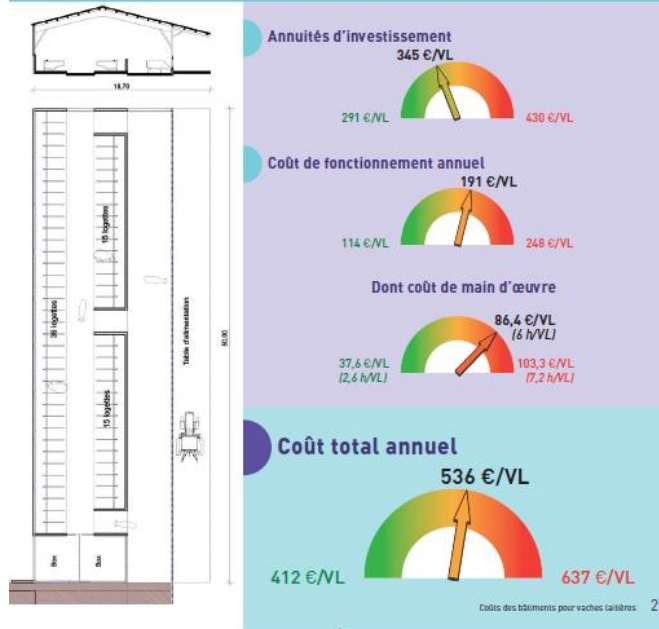 18,70
36 logettes
15 logettes
15 logettes
Table d'alimentation
Box
Box
Annuités d'investissement
345 €/VL
291 €/VL
430 €/VL
Coût de fonctionnement annuel
191 €/VL
114 €/VL
248 €/VL
Dont coût de main d'œuvre
86,4 €/VL
(6 h/VL)
37,6 €/VL
(2,6 h/VL)
103,3 €/VL
(7,2 h/VL)
Coût total annuel
536 €/VL
412 €/VL
637 €/VL
Coûts des bâtiments pour vaches laitières 2